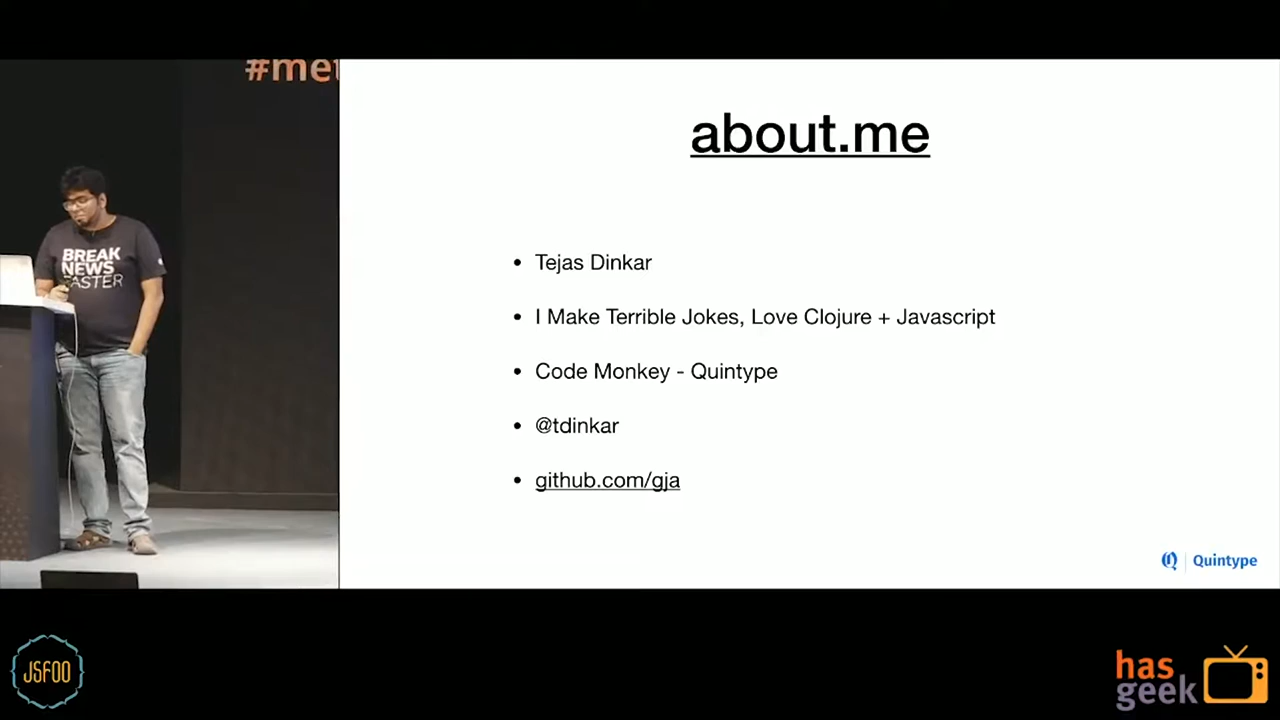 #met
about.me
BREAK
NEWS
FASTER
• Tejas Dinkar
• I Make Terrible Jokes, Love Clojure + Javascript
• Code Monkey - Quintype
• @tdinkar
• github.com/gja
Quintype
JSFOO
has
geek